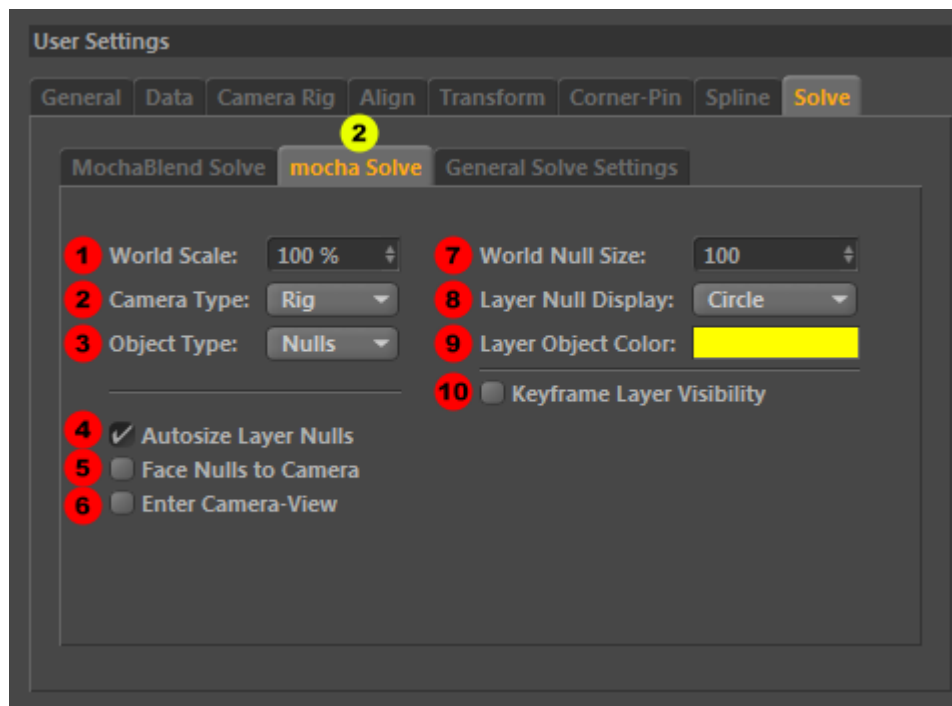 User Settings
General Data Camera Rig Align Transform Corner-Pin Spline Solve
2
MochaBlend Solve mocha Solve General Solve Settings
1 World Scale: 100 % 7 World Null Size: 100
2 Camera Type: Rig 8 Layer Null Display: Circle
3 Object Type: Nulls 9 Layer Object Color:
10 Keyframe Layer Visibility
4 Autosize Layer Nulls
5 Face Nulls to Camera
6 Enter Camera-View